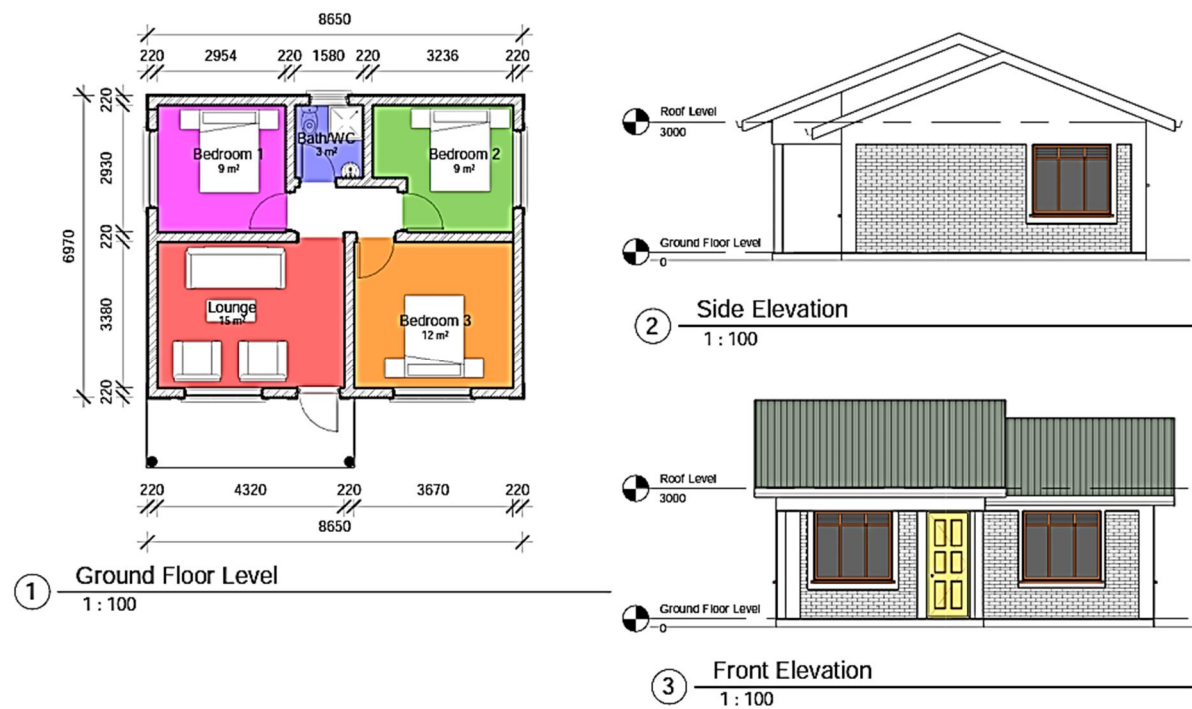 8650
220 2954 220 1580 220 3236 220
220
2930
220
3380
220
6970
Bedroom 1
9 m²
Bath/WC
3 m²
Bedroom 2
9 m²
Lounge
15 m²
Bedroom 3
12 m²
220 4320 220 3670 220
8650
1 Ground Floor Level
1 : 100
Roof Level
3000
Ground Floor Level
0
2 Side Elevation
1 : 100
Roof Level
3000
Ground Floor Level
0
3 Front Elevation
1 : 100